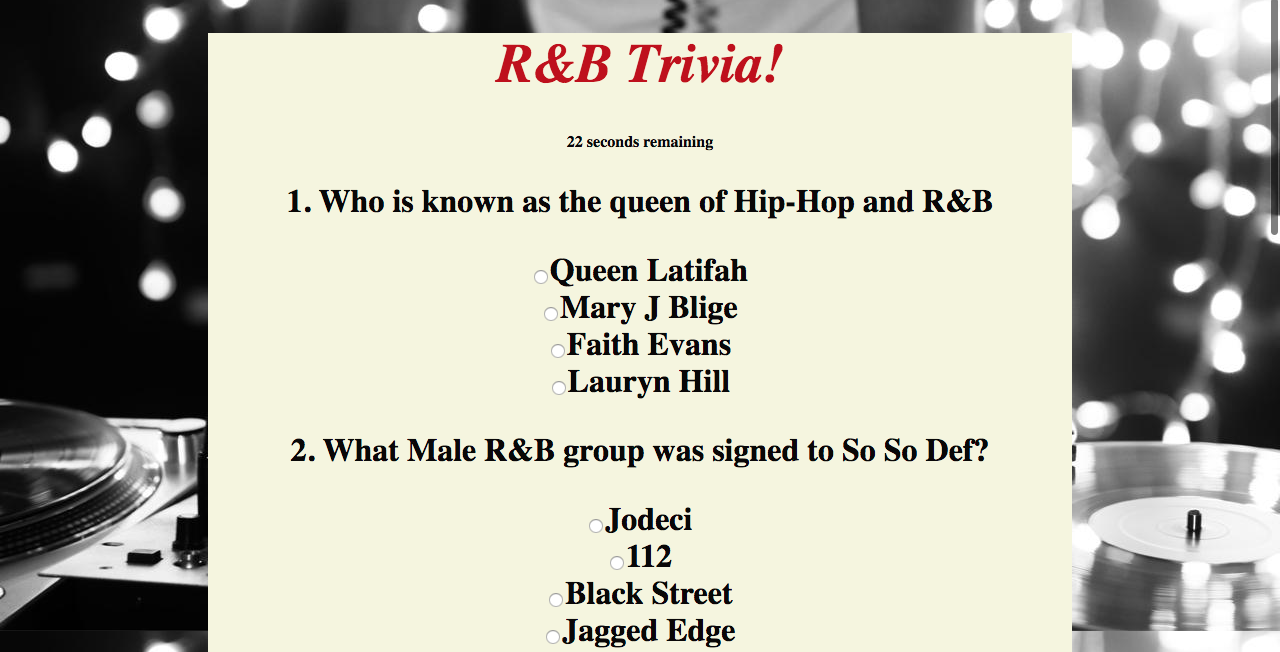 R&B Trivia!
22 seconds remaining
1. Who is known as the queen of Hip-Hop and R&B
Queen Latifah
Mary J Blige
Faith Evans
Lauryn Hill
2. What Male R&B group was signed to So So Def?
Jodeci
112
Black Street
Jagged Edge